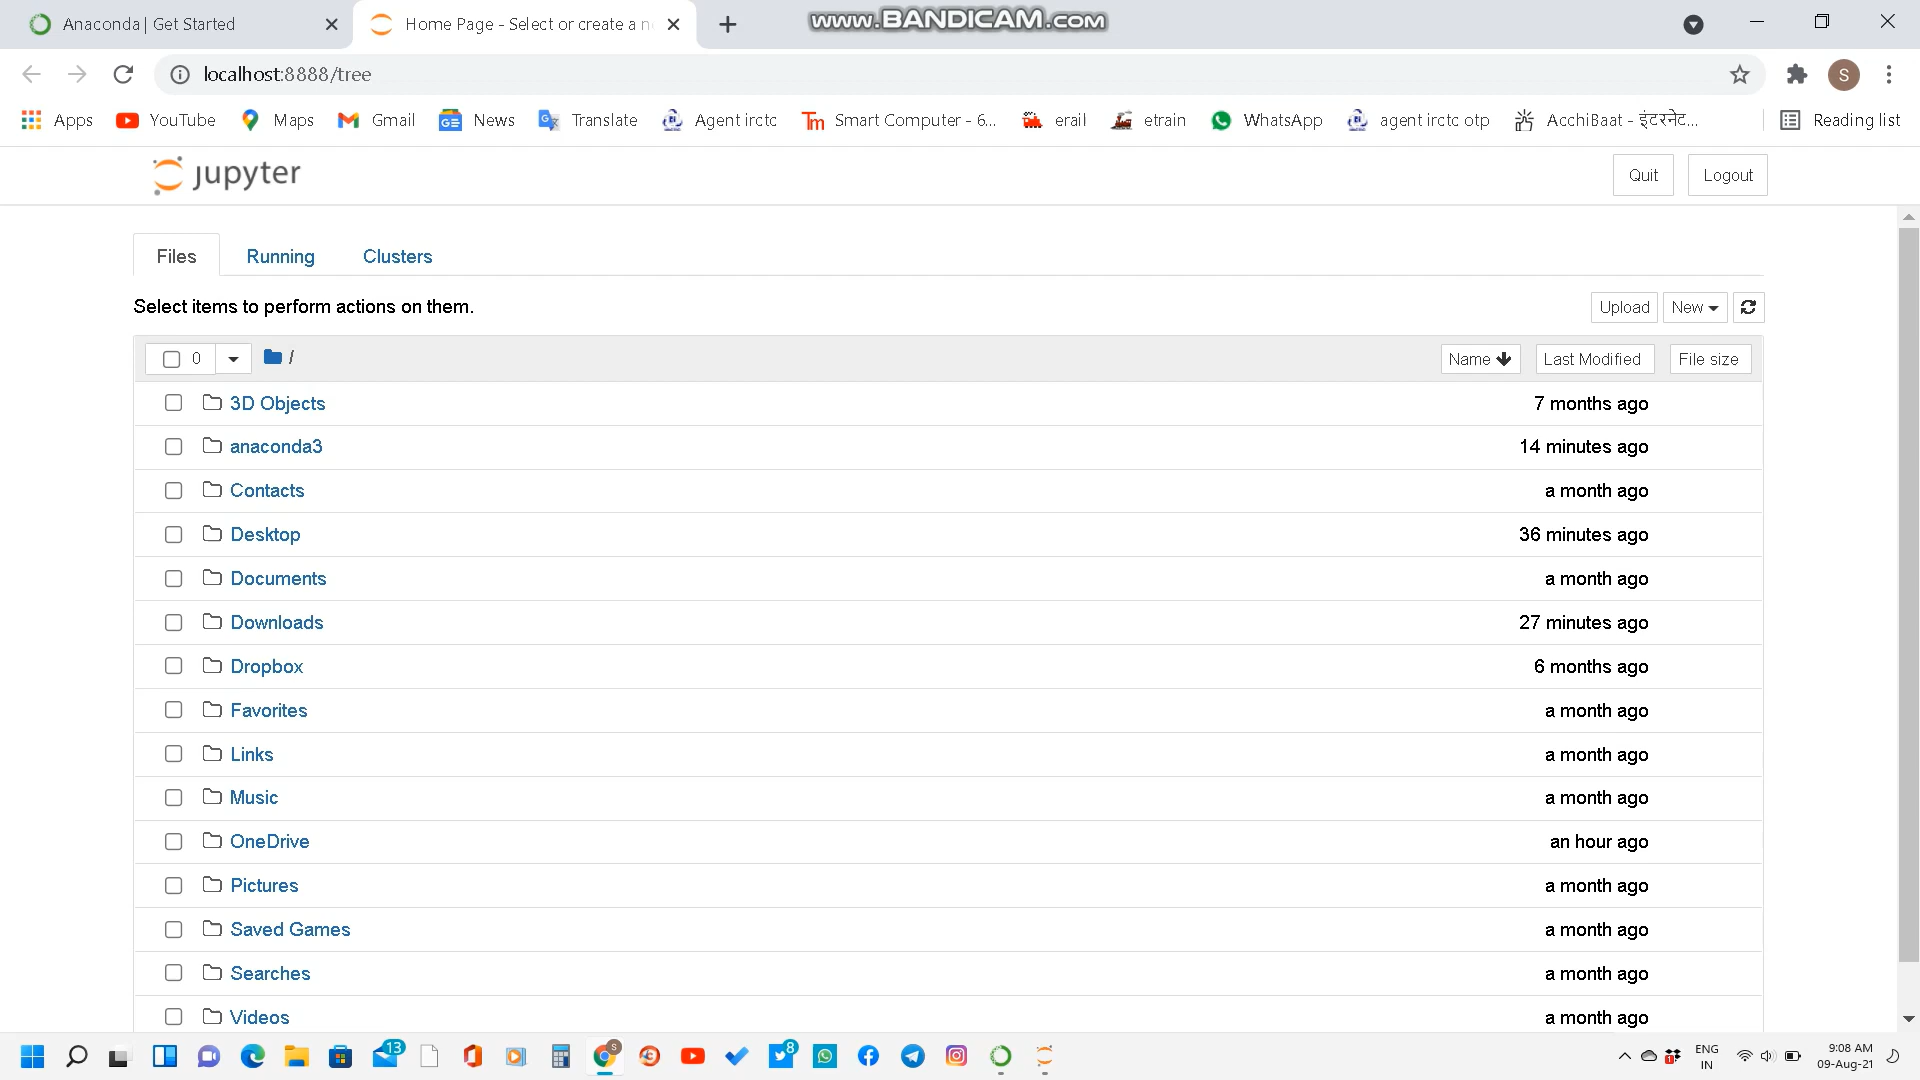 Anaconda | Get Started
Home Page - Select or create a n
www.BANDICAM.com
localhost:8888/tree
S
Apps YouTube Maps Gmail News Translate Agent irctc Smart Computer - 6... erail etrain WhatsApp agent irctc otp AcchiBaat - इंटरनेट... Reading list
jupyter
Quit Logout
Files Running Clusters
Select items to perform actions on them.
Upload New
0 / Name Last Modified File size
3D Objects 7 months ago
anaconda3 14 minutes ago
Contacts a month ago
Desktop 36 minutes ago
Documents a month ago
Downloads 27 minutes ago
Dropbox 6 months ago
Favorites a month ago
Links a month ago
Music a month ago
OneDrive an hour ago
Pictures a month ago
Saved Games a month ago
Searches a month ago
Videos a month ago
13 8
ENG
IN
9:08 AM
09-Aug-21